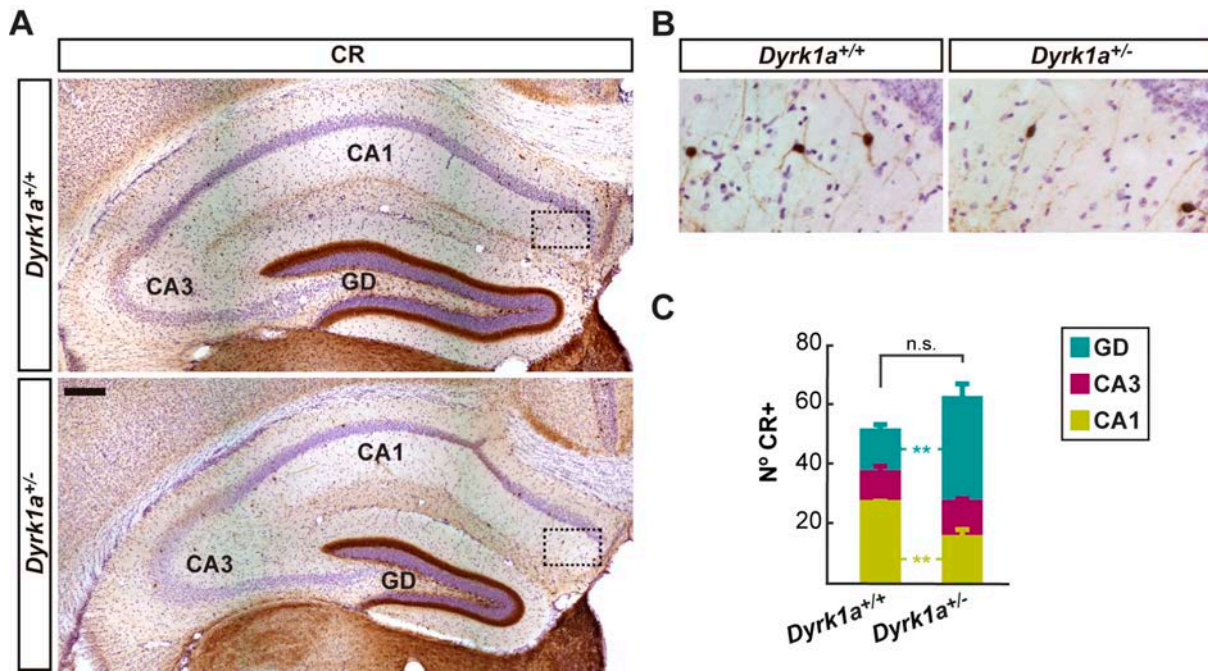 A
CR
Dyrk1a+/+
CA1
CA3
GD
Dyrk1a+/-
CA1
CA3
GD
B
Dyrk1a+/+
Dyrk1a+/-
C
Nº CR+
80
60
40
20
n.s.
**
**
Dyrk1a+/+
Dyrk1a+/-
GD
CA3
CA1